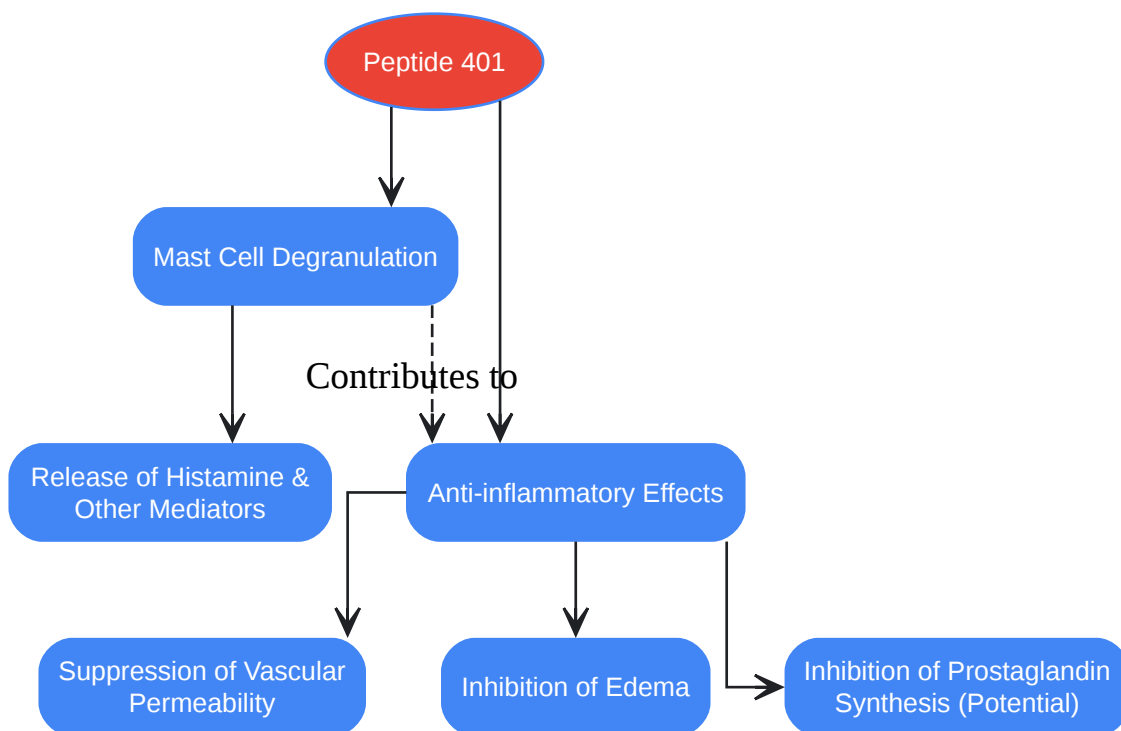 Peptide 401
Mast Cell Degranulation
Contributes to
Release of Histamine &
Other Mediators
Anti-inflammatory Effects
Suppression of Vascular
Permeability
Inhibition of Edema
Inhibition of Prostaglandin
Synthesis (Potential)